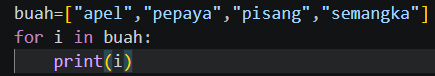 buah=["apel","pepaya","pisang","semangka"]
for i in buah:
    print(i)